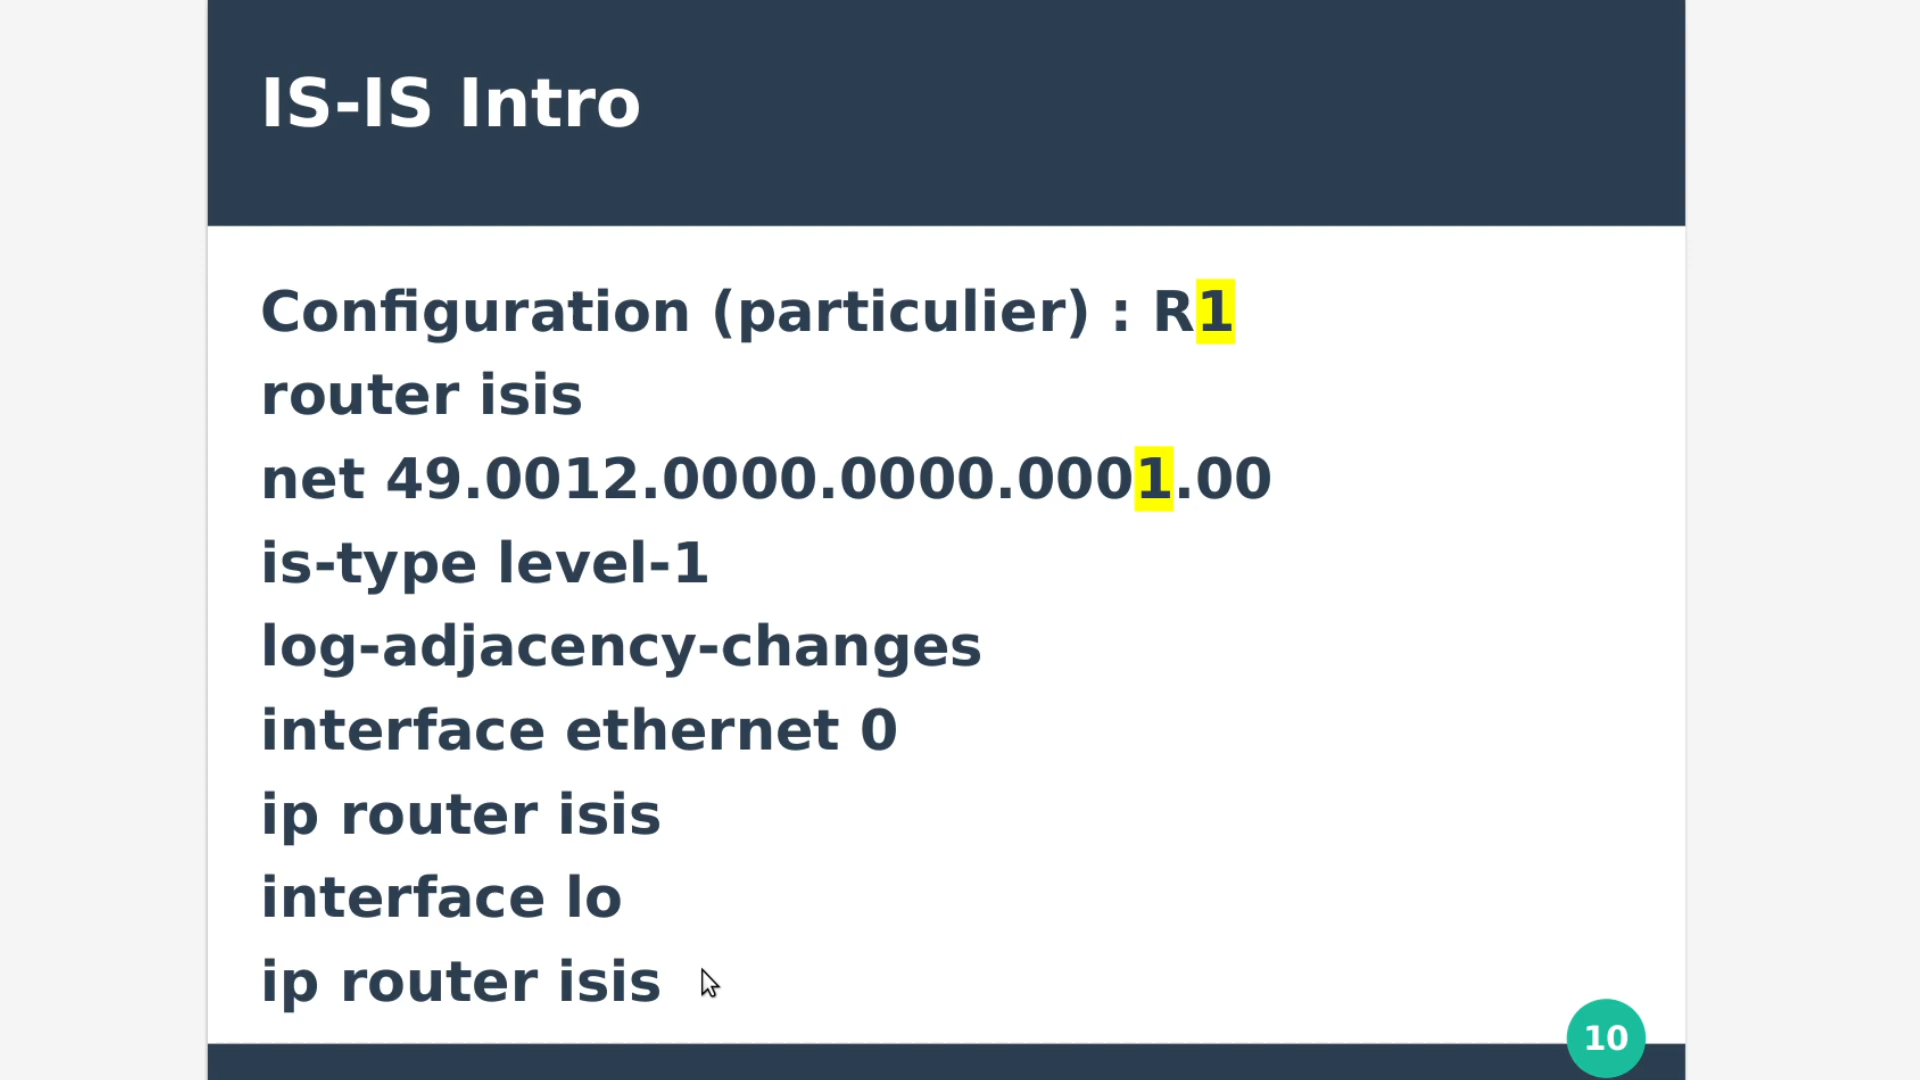 IS-IS Intro
Configuration (particulier) : R1
router isis
net 49.0012.0000.0000.0001.00
is-type level-1
log-adjacency-changes
interface ethernet 0
ip router isis
interface lo
ip router isis
10